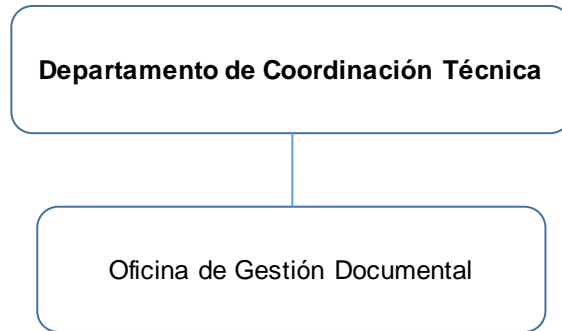 Departamento de Coordinación Técnica
Oficina de Gestión Documental